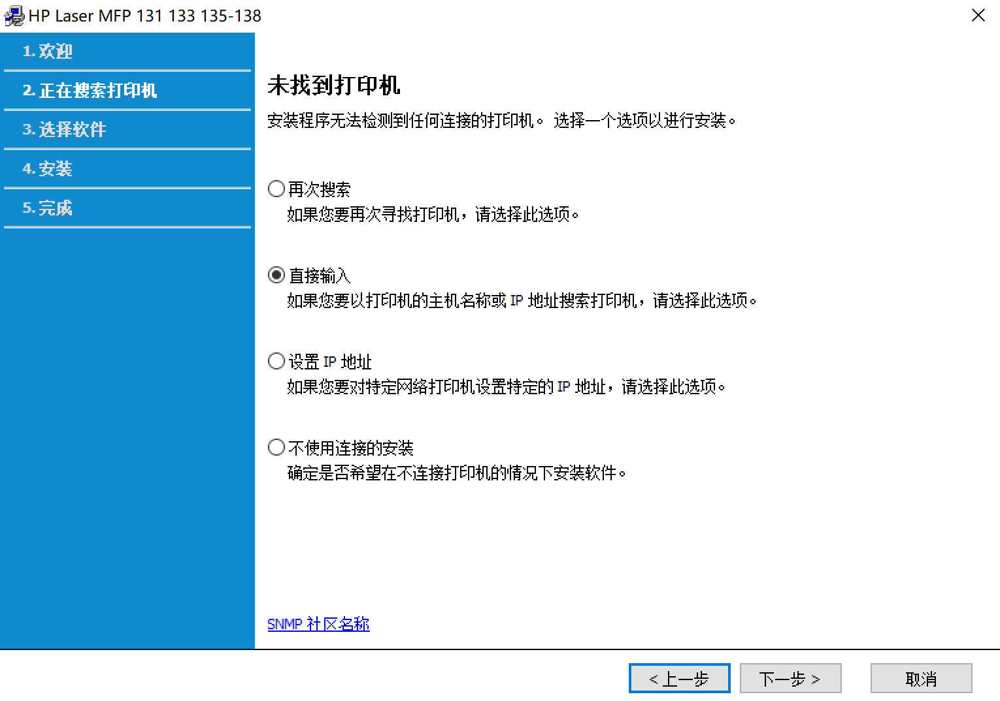 HP Laser MFP 131 133 135-138
1. 欢迎
2. 正在搜索打印机
3. 选择软件
4. 安装
5. 完成
未找到打印机
安装程序无法检测到任何连接的打印机。 选择一个选项以进行安装。
再次搜索
如果您要再次寻找打印机，请选择此选项。
直接输入
如果您要以打印机的主机名称或 IP 地址搜索打印机，请选择此选项。
设置 IP 地址
如果您要对特定网络打印机设置特定的 IP 地址，请选择此选项。
不使用连接的安装
确定是否希望在不连接打印机的情况下安装软件。
SNMP 社区名称
< 上一步
下一步 >
取消